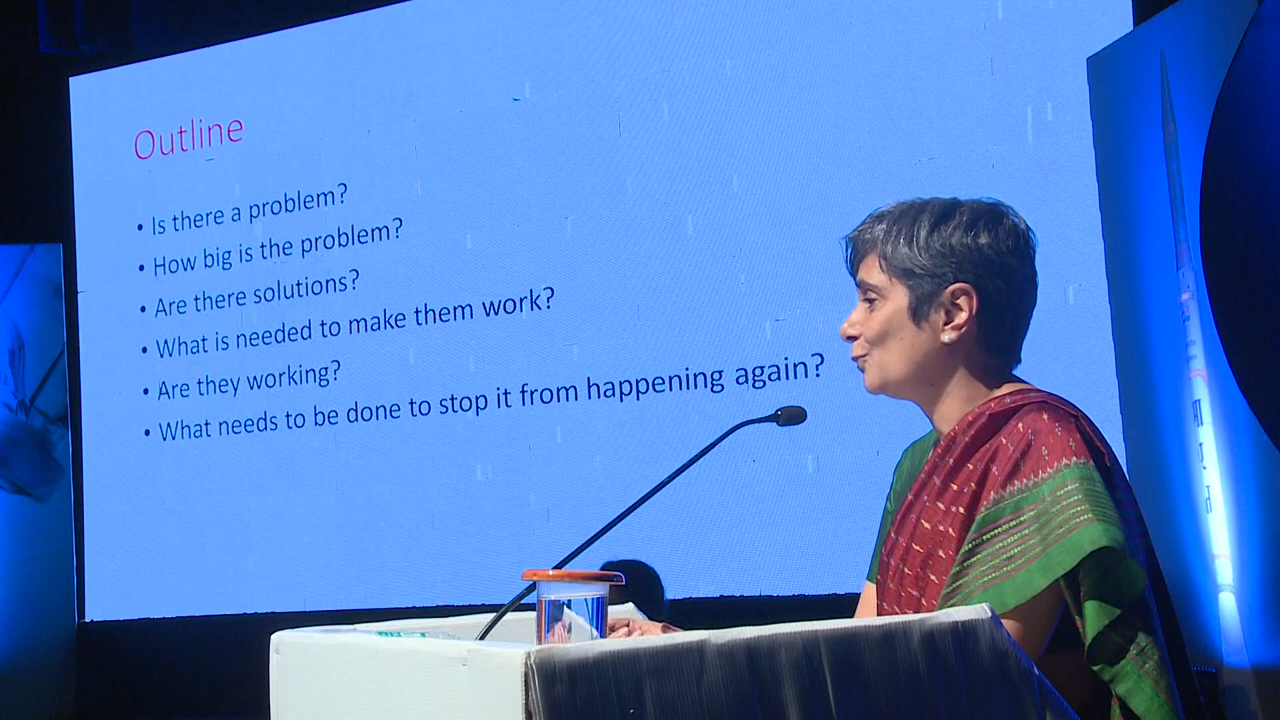 Outline
• Is there a problem?
• How big is the problem?
• Are there solutions?
• What is needed to make them work?
• Are they working?
• What needs to be done to stop it from happening again?
भारत